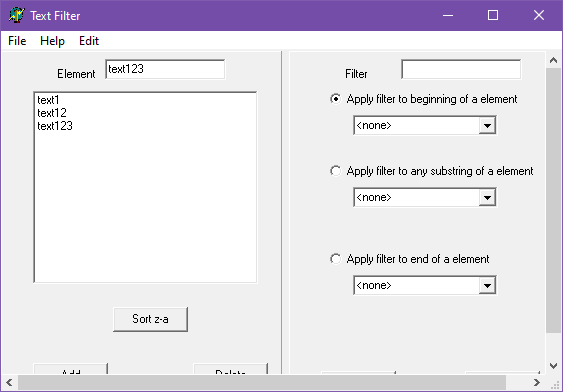 Text Filter
File Help Edit
Element text123
text1
text12
text123
Sort z-a
Add Delete
Filter
Apply filter to beginning of a element
<none>
Apply filter to any substring of a element
<none>
Apply filter to end of a element
<none>